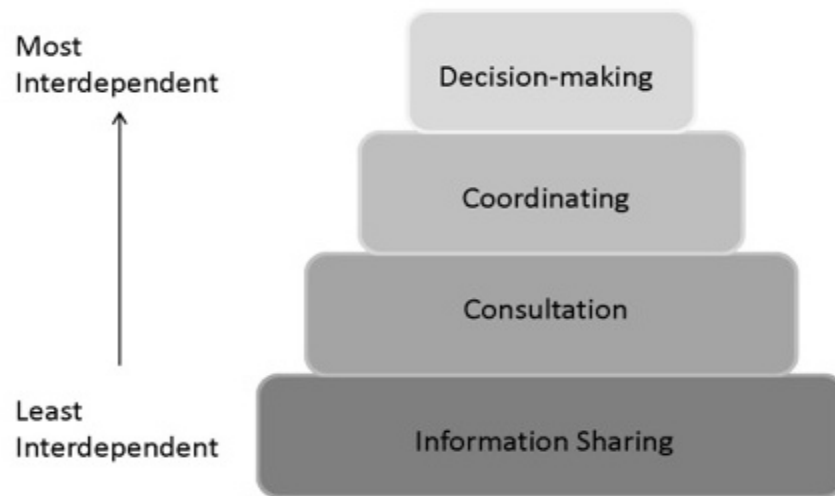 Most
Interdependent
Decision-making
Coordinating
Consultation
Least
Interdependent
Information Sharing